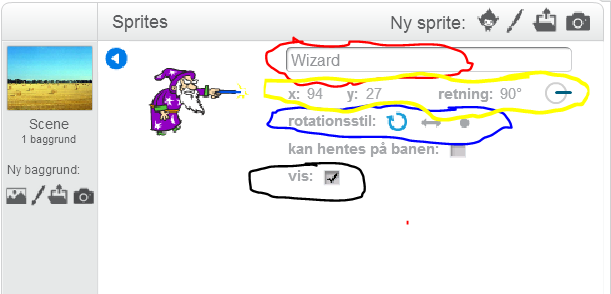 Sprites
Ny sprite:
Wizard
x: 94 y: 27 retning: 90°
rotationsstil:
kan hentes på banen:
vis:
Scene
1 baggrund
Ny baggrund: